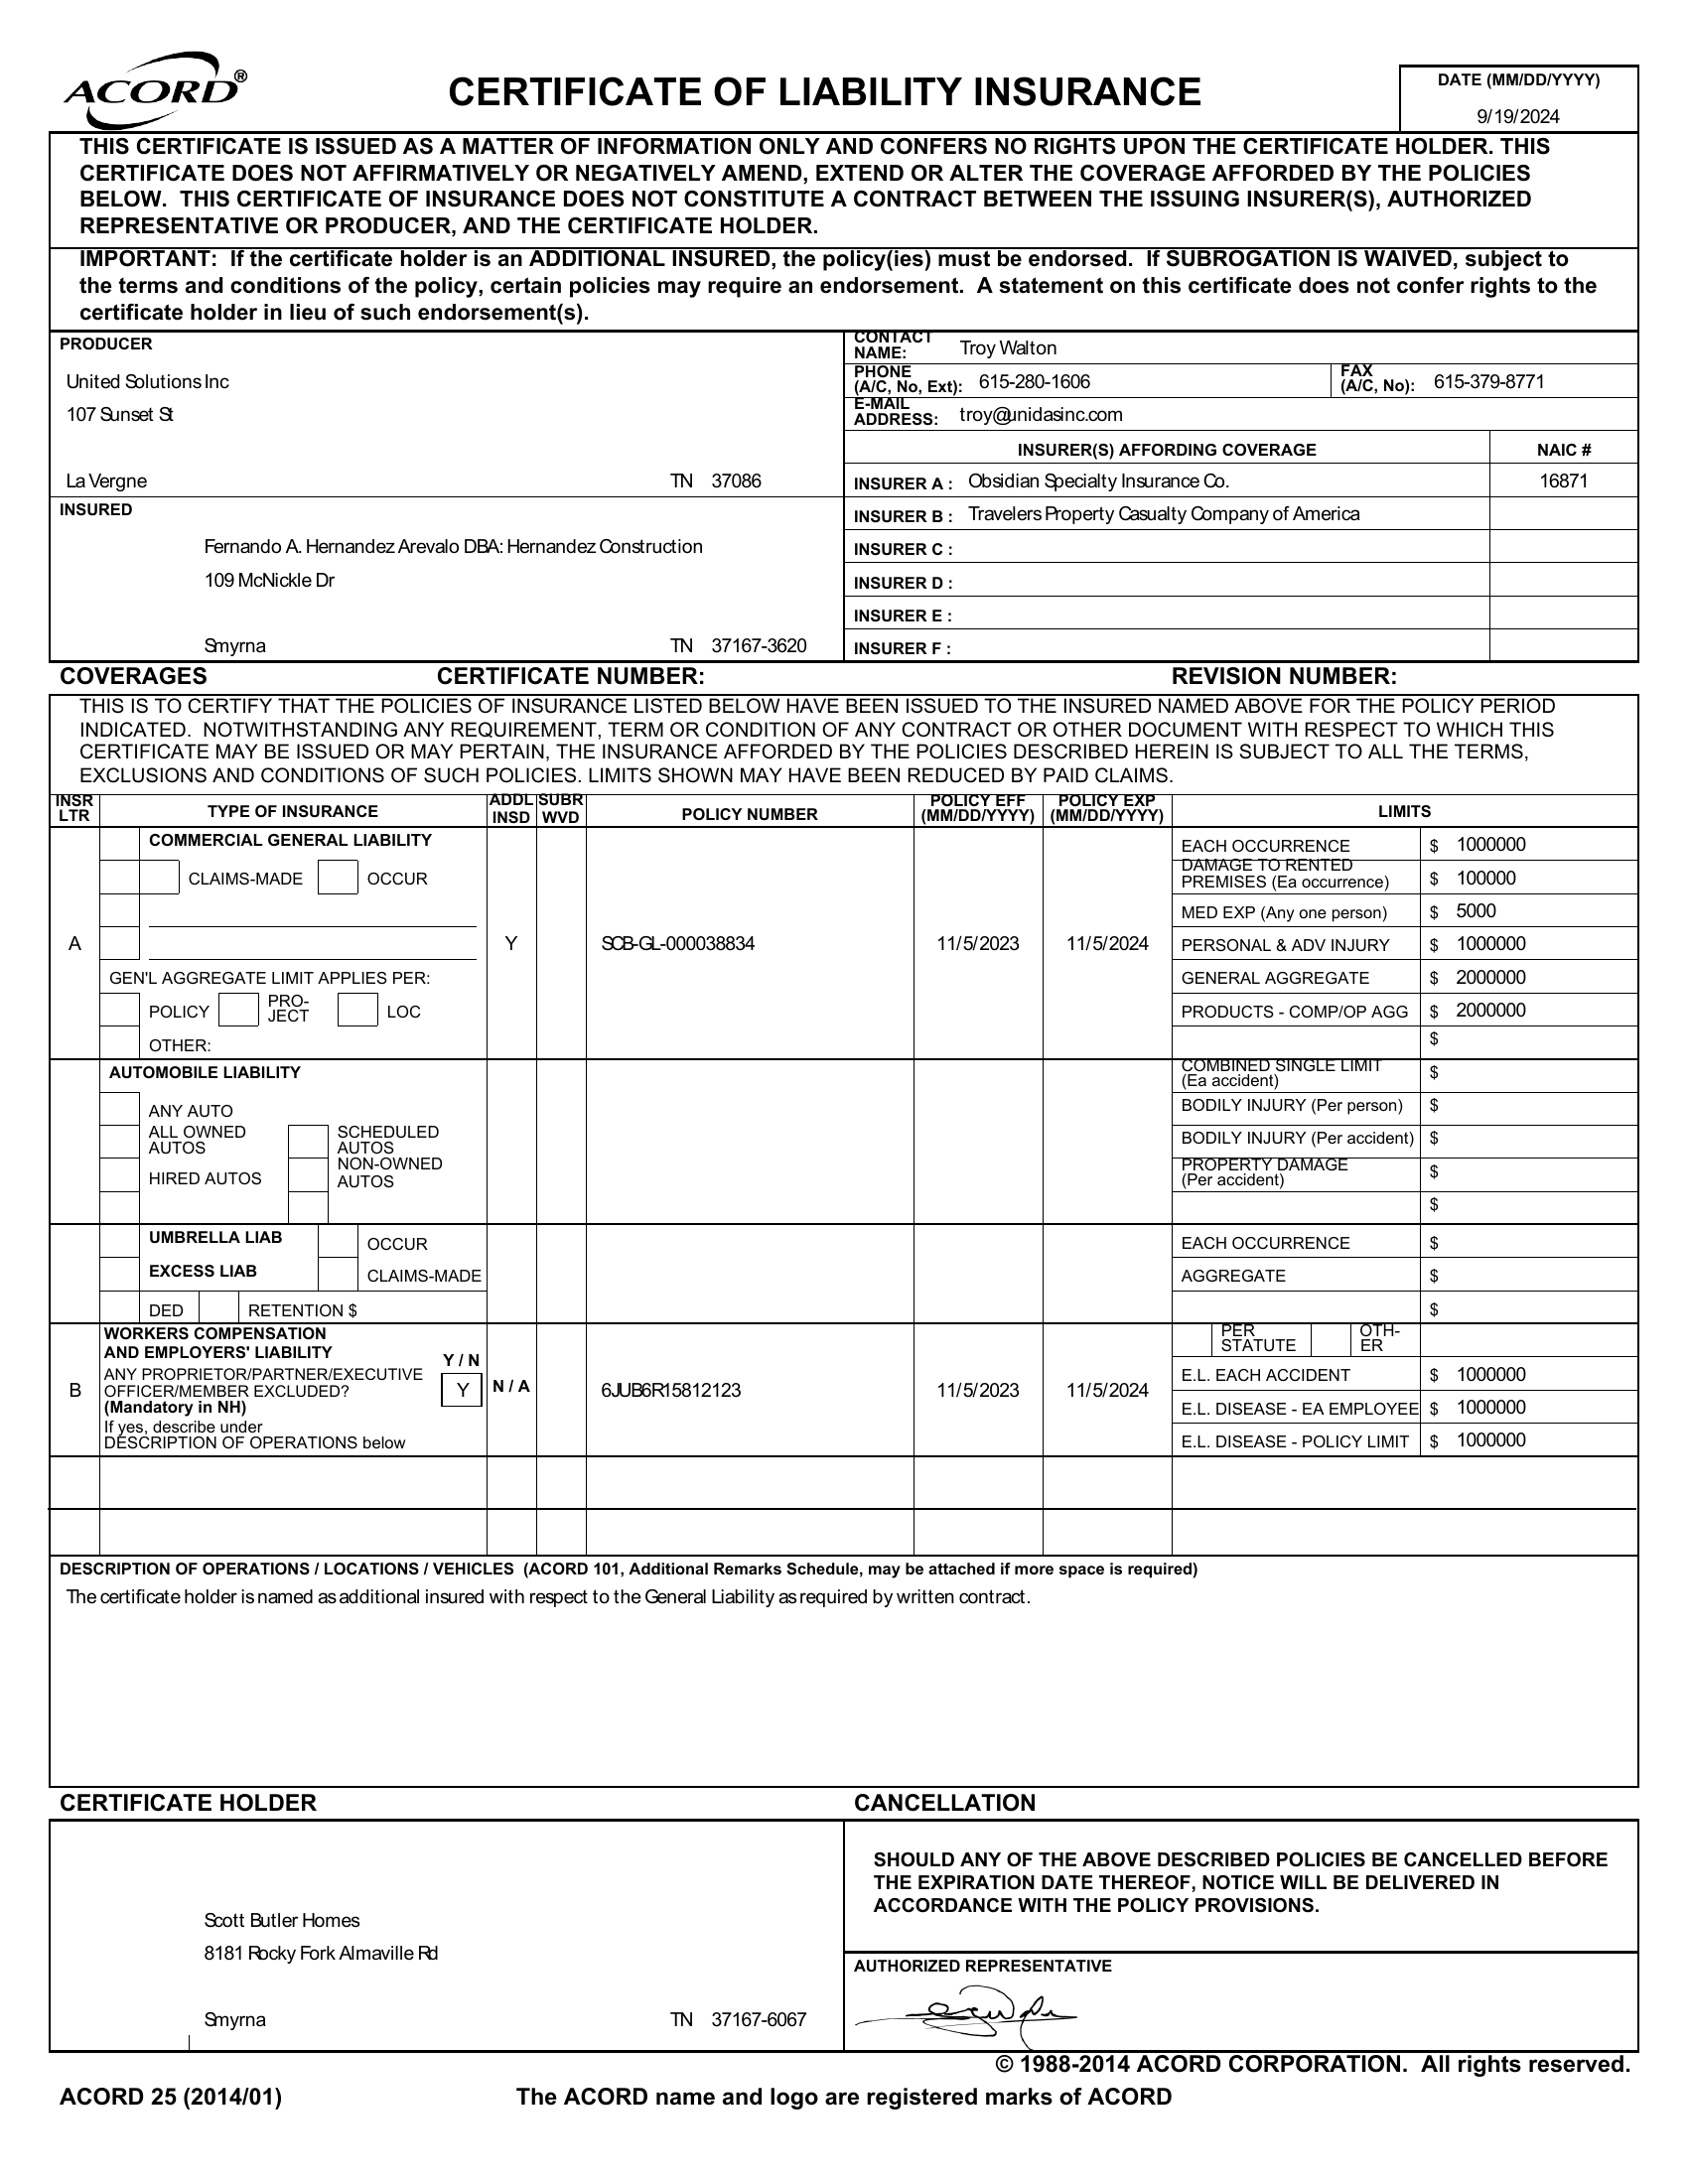 ACORD®
CERTIFICATE OF LIABILITY INSURANCE
DATE (MM/DD/YYYY)
9/19/2024
THIS CERTIFICATE IS ISSUED AS A MATTER OF INFORMATION ONLY AND CONFERS NO RIGHTS UPON THE CERTIFICATE HOLDER. THIS
CERTIFICATE DOES NOT AFFIRMATIVELY OR NEGATIVELY AMEND, EXTEND OR ALTER THE COVERAGE AFFORDED BY THE POLICIES
BELOW. THIS CERTIFICATE OF INSURANCE DOES NOT CONSTITUTE A CONTRACT BETWEEN THE ISSUING INSURER(S), AUTHORIZED
REPRESENTATIVE OR PRODUCER, AND THE CERTIFICATE HOLDER.
IMPORTANT: If the certificate holder is an ADDITIONAL INSURED, the policy(ies) must be endorsed. If SUBROGATION IS WAIVED, subject to
the terms and conditions of the policy, certain policies may require an endorsement. A statement on this certificate does not confer rights to the
certificate holder in lieu of such endorsement(s).
PRODUCER
United Solutions Inc
107 Sunset St
La Vergne TN 37086
CONTACT
NAME: Troy Walton
PHONE
(A/C, No, Ext): 615-280-1606
FAX
(A/C, No): 615-379-8771
E-MAIL
ADDRESS: troy@unidasinc.com
INSURER(S) AFFORDING COVERAGE NAIC #
INSURER A : Obsidian Specialty Insurance Co. 16871
INSURER B : Travelers Property Casualty Company of America
INSURER C :
INSURER D :
INSURER E :
INSURER F :
INSURED
Fernando A. Hernandez Arevalo DBA: Hernandez Construction
109 McNickle Dr
Smyrna TN 37167-3620
COVERAGES CERTIFICATE NUMBER: REVISION NUMBER:
THIS IS TO CERTIFY THAT THE POLICIES OF INSURANCE LISTED BELOW HAVE BEEN ISSUED TO THE INSURED NAMED ABOVE FOR THE POLICY PERIOD
INDICATED. NOTWITHSTANDING ANY REQUIREMENT, TERM OR CONDITION OF ANY CONTRACT OR OTHER DOCUMENT WITH RESPECT TO WHICH THIS
CERTIFICATE MAY BE ISSUED OR MAY PERTAIN, THE INSURANCE AFFORDED BY THE POLICIES DESCRIBED HEREIN IS SUBJECT TO ALL THE TERMS,
EXCLUSIONS AND CONDITIONS OF SUCH POLICIES. LIMITS SHOWN MAY HAVE BEEN REDUCED BY PAID CLAIMS.
INSR
LTR
TYPE OF INSURANCE
ADDL
INSD
SUBR
WVD
POLICY NUMBER
POLICY EFF
(MM/DD/YYYY)
POLICY EXP
(MM/DD/YYYY)
LIMITS
A
COMMERCIAL GENERAL LIABILITY
CLAIMS-MADE OCCUR
GEN'L AGGREGATE LIMIT APPLIES PER:
POLICY
PRO-
JECT
LOC
OTHER:
Y
SCB-GL-000038834
11/5/2023
11/5/2024
EACH OCCURRENCE $ 1000000
DAMAGE TO RENTED
PREMISES (Ea occurrence) $ 100000
MED EXP (Any one person) $ 5000
PERSONAL & ADV INJURY $ 1000000
GENERAL AGGREGATE $ 2000000
PRODUCTS - COMP/OP AGG $ 2000000
$
AUTOMOBILE LIABILITY
ANY AUTO
ALL OWNED
AUTOS
SCHEDULED
AUTOS
HIRED AUTOS
NON-OWNED
AUTOS
COMBINED SINGLE LIMIT
(Ea accident) $
BODILY INJURY (Per person) $
BODILY INJURY (Per accident) $
PROPERTY DAMAGE
(Per accident) $
$
UMBRELLA LIAB OCCUR
EXCESS LIAB CLAIMS-MADE
DED RETENTION $
EACH OCCURRENCE $
AGGREGATE $
$
B
WORKERS COMPENSATION
AND EMPLOYERS' LIABILITY
Y / N
ANY PROPRIETOR/PARTNER/EXECUTIVE
OFFICER/MEMBER EXCLUDED? Y
(Mandatory in NH)
If yes, describe under
DESCRIPTION OF OPERATIONS below
N / A
6JUB6R15812123
11/5/2023
11/5/2024
PER
STATUTE
OTH-
ER
E.L. EACH ACCIDENT $ 1000000
E.L. DISEASE - EA EMPLOYEE $ 1000000
E.L. DISEASE - POLICY LIMIT $ 1000000
DESCRIPTION OF OPERATIONS / LOCATIONS / VEHICLES (ACORD 101, Additional Remarks Schedule, may be attached if more space is required)
The certificate holder is named as additional insured with respect to the General Liability as required by written contract.
CERTIFICATE HOLDER
Scott Butler Homes
8181 Rocky Fork Almaville Rd
Smyrna TN 37167-6067
CANCELLATION
SHOULD ANY OF THE ABOVE DESCRIBED POLICIES BE CANCELLED BEFORE
THE EXPIRATION DATE THEREOF, NOTICE WILL BE DELIVERED IN
ACCORDANCE WITH THE POLICY PROVISIONS.
AUTHORIZED REPRESENTATIVE
© 1988-2014 ACORD CORPORATION. All rights reserved.
ACORD 25 (2014/01) The ACORD name and logo are registered marks of ACORD